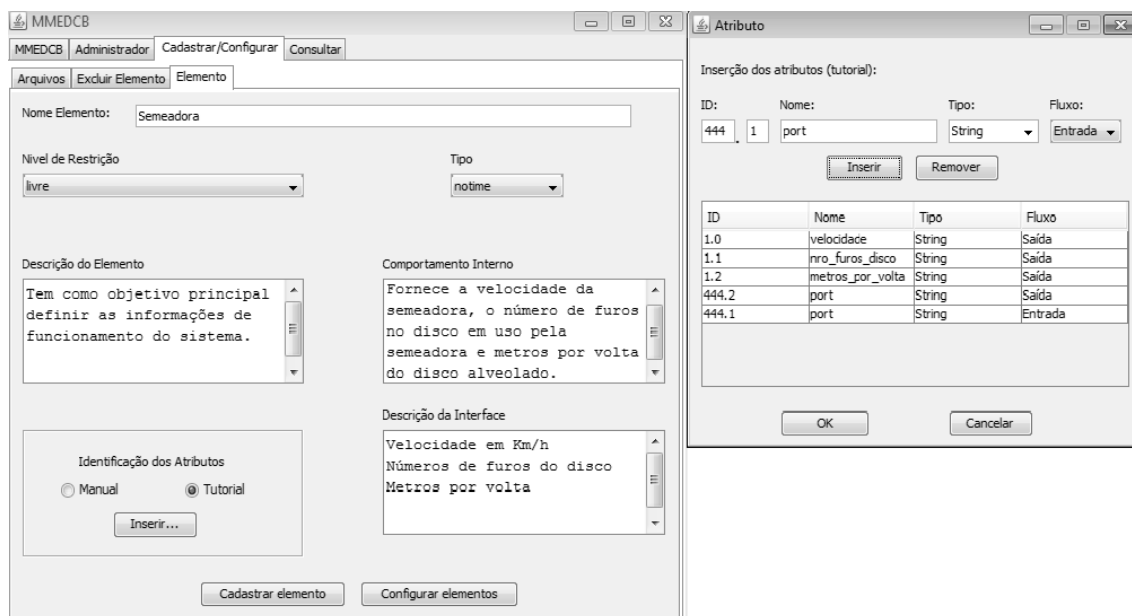 MMEDCB
MMEDCB Administrador Cadastrar/Configurar Consultar
Arquivos Excluir Elemento Elemento
Nome Elemento: Semeadora
Nivel de Restrição Tipo
livre notime
Descrição do Elemento
Tem como objetivo principal
definir as informações de
funcionamento do sistema.
Comportamento Interno
Fornece a velocidade da
semeadora, o número de furos
no disco em uso pela
semeadora e metros por volta
do disco alveolado.
Identificação dos Atributos
Manual Tutorial
Inserir...
Descrição da Interface
Velocidade em Km/h
Números de furos do disco
Metros por volta
Cadastrar elemento Configurar elementos
Atributo
Inserção dos atributos (tutorial):
ID: Nome: Tipo: Fluxo:
444 . 1 port String Entrada
Inserir Remover
ID Nome Tipo Fluxo
1.0 velocidade String Saída
1.1 nro_furos_disco String Saída
1.2 metros_por_volta String Saída
444.2 port String Saída
444.1 port String Entrada
OK Cancelar